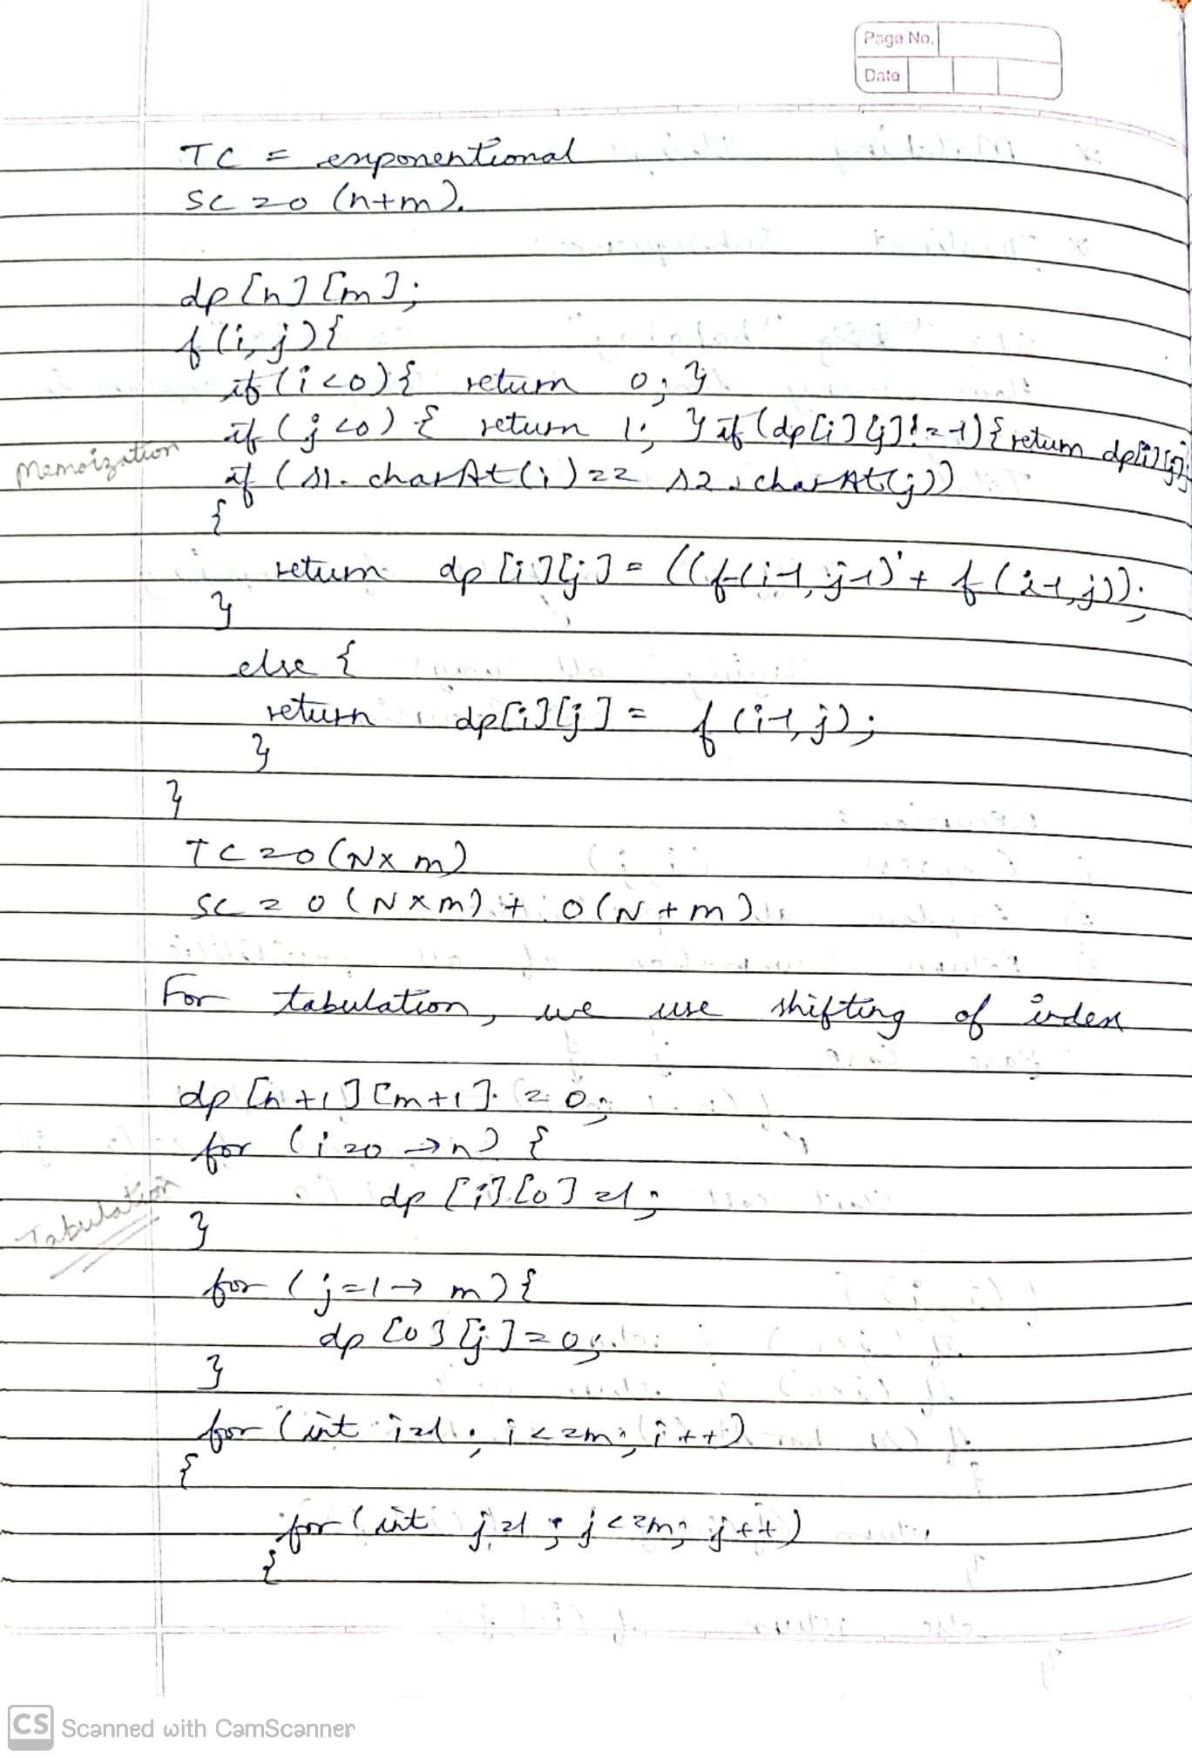 Page No.
Date
TC = exponentional
SC = O (n+m).
dp [n] [m];
f (i, j) {
if (i <0) { return 0; }
if (j <0) { return 1; } if (dp[i][j] != -1) { return dp[i][j];
Memoization
if (s1. charAt (i) == s2. charAt(j))
{
return dp [i][j] = ((f(i-1, j-1) + f (i-1, j));
}
else {
return dp[i][j] = f (i-1, j);
}
}
TC = O (N x m)
SC = O (N x m) + O (N + m)
For tabulation, we use shifting of index
dp [n +1] [m+1] = 0;
for (i =0 → n) {
dp [i] [0] =1;
Tabulation
}
for (j =1 → m) {
dp [0] [j] = 0;
}
for (int i=1; i <=m; i ++)
{
for (int j =1; j <=m; j ++)
{
CS Scanned with CamScanner